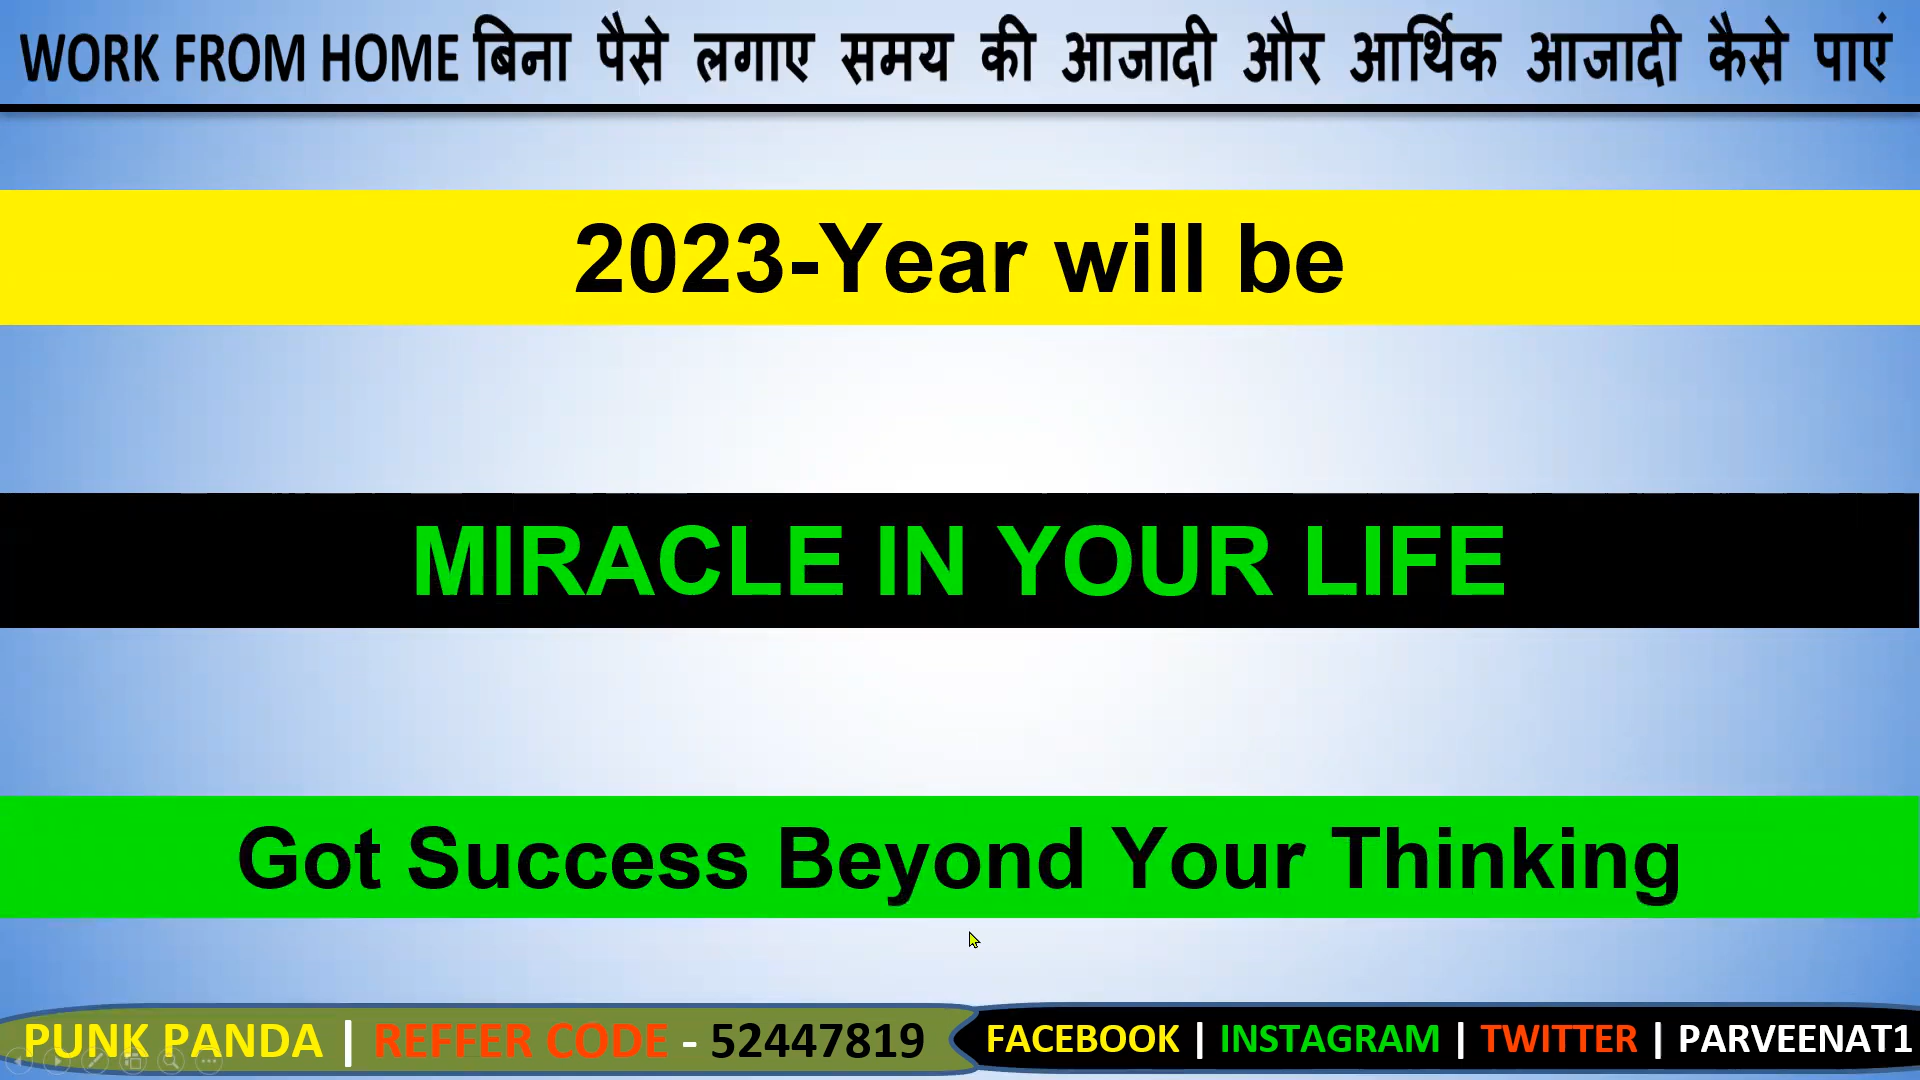 WORK FROM HOME बिना पैसे लगाए समय की आजादी और आर्थिक आजादी कैसे पाएं
2023-Year will be
MIRACLE IN YOUR LIFE
Got Success Beyond Your Thinking
PUNK PANDA | REFFER CODE - 52447819 FACEBOOK | INSTAGRAM | TWITTER | PARVEENAT1